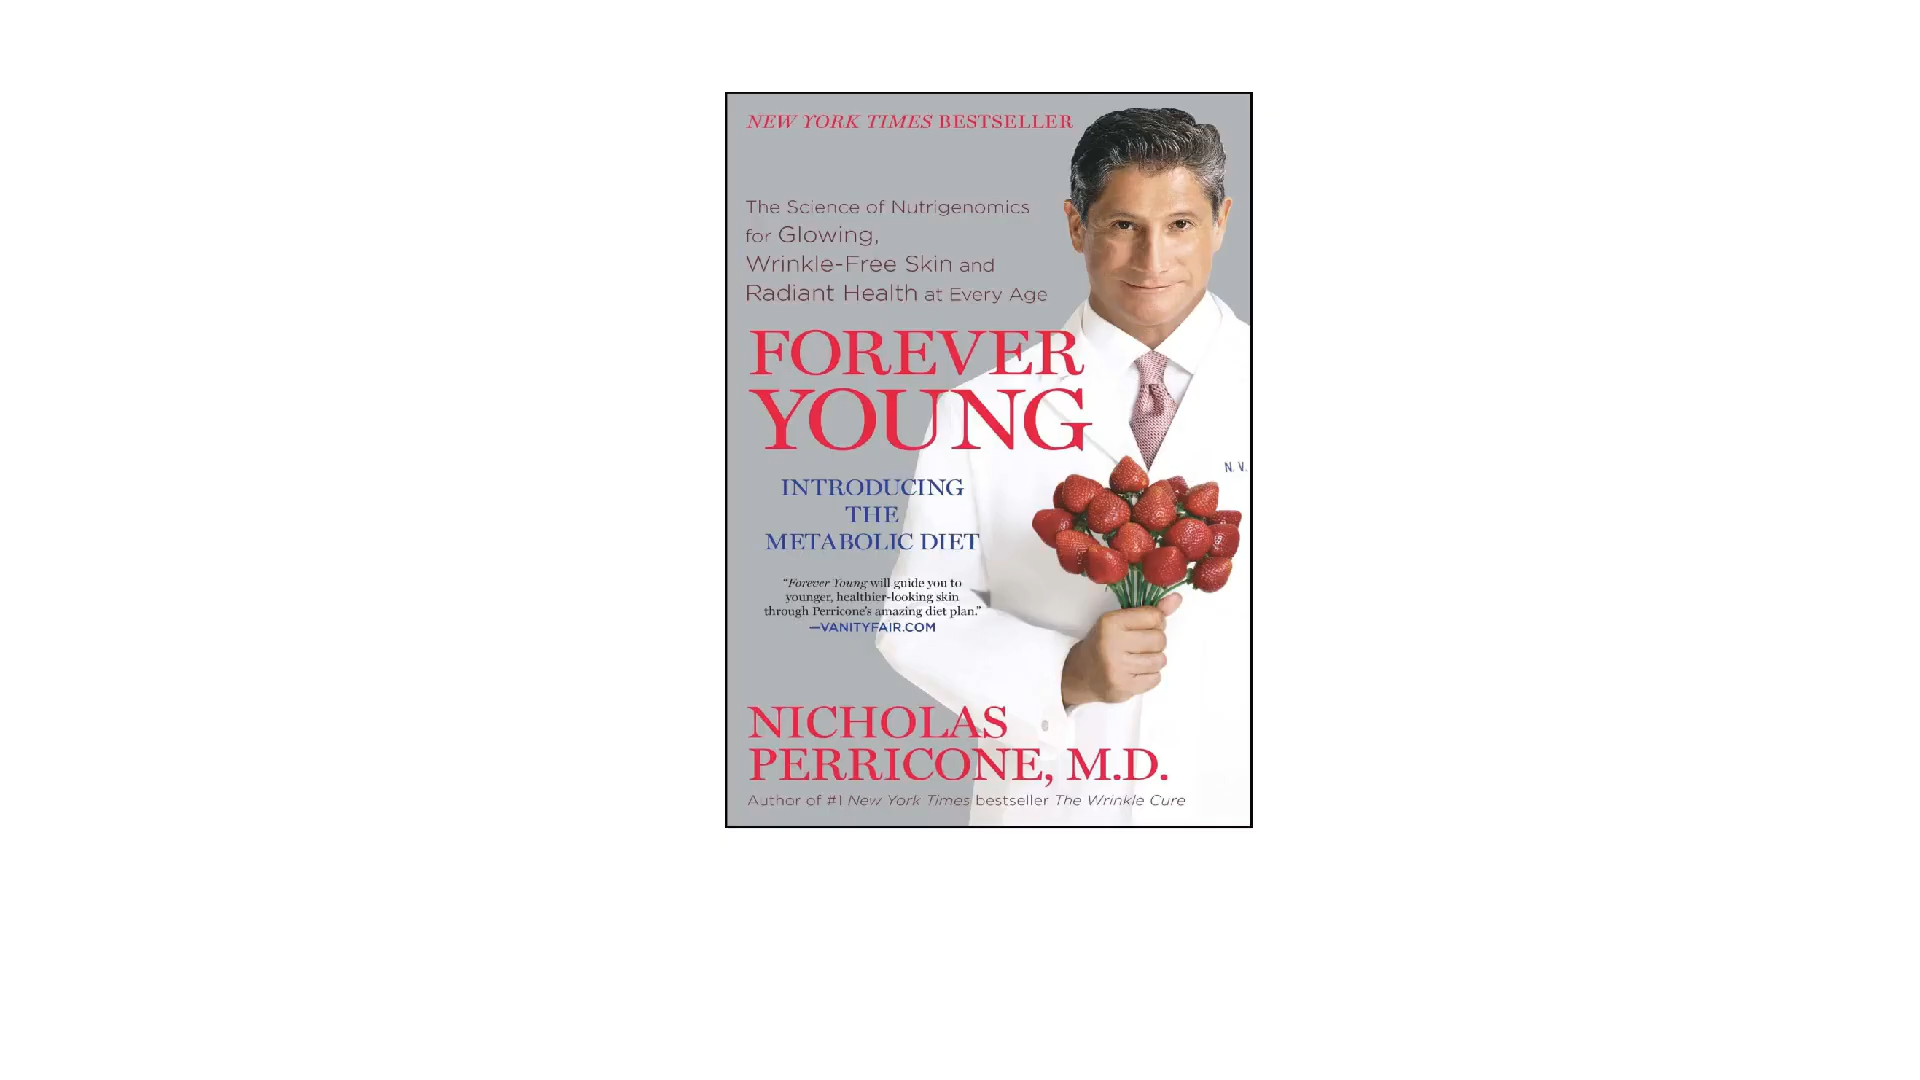 NEW YORK TIMES BESTSELLER
The Science of Nutrigenomics
for Glowing,
Wrinkle-Free Skin and
Radiant Health at Every Age
FOREVER
YOUNG
INTRODUCING
THE
METABOLIC DIET
"Forever Young will guide you to
younger, healthier-looking skin
through Perricone's amazing diet plan."
—VANITYFAIR.COM
N. V.
NICHOLAS
PERRICONE, M.D.
Author of #1 New York Times bestseller The Wrinkle Cure